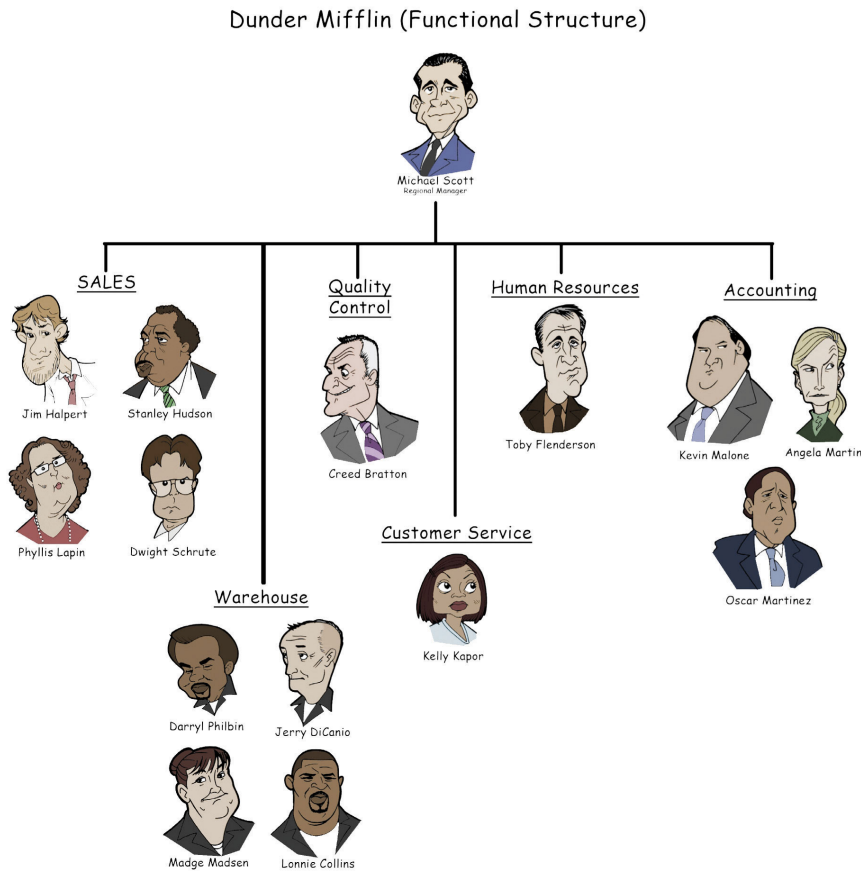 Dunder Mifflin (Functional Structure)
Michael Scott
Regional Manager
SALES
Jim Halpert
Stanley Hudson
Phyllis Lapin
Dwight Schrute
Warehouse
Darryl Philbin
Jerry DiCanio
Madge Madsen
Lonnie Collins
Quality
Control
Creed Bratton
Customer Service
Kelly Kapor
Human Resources
Toby Flenderson
Accounting
Kevin Malone
Angela Martin
Oscar Martinez